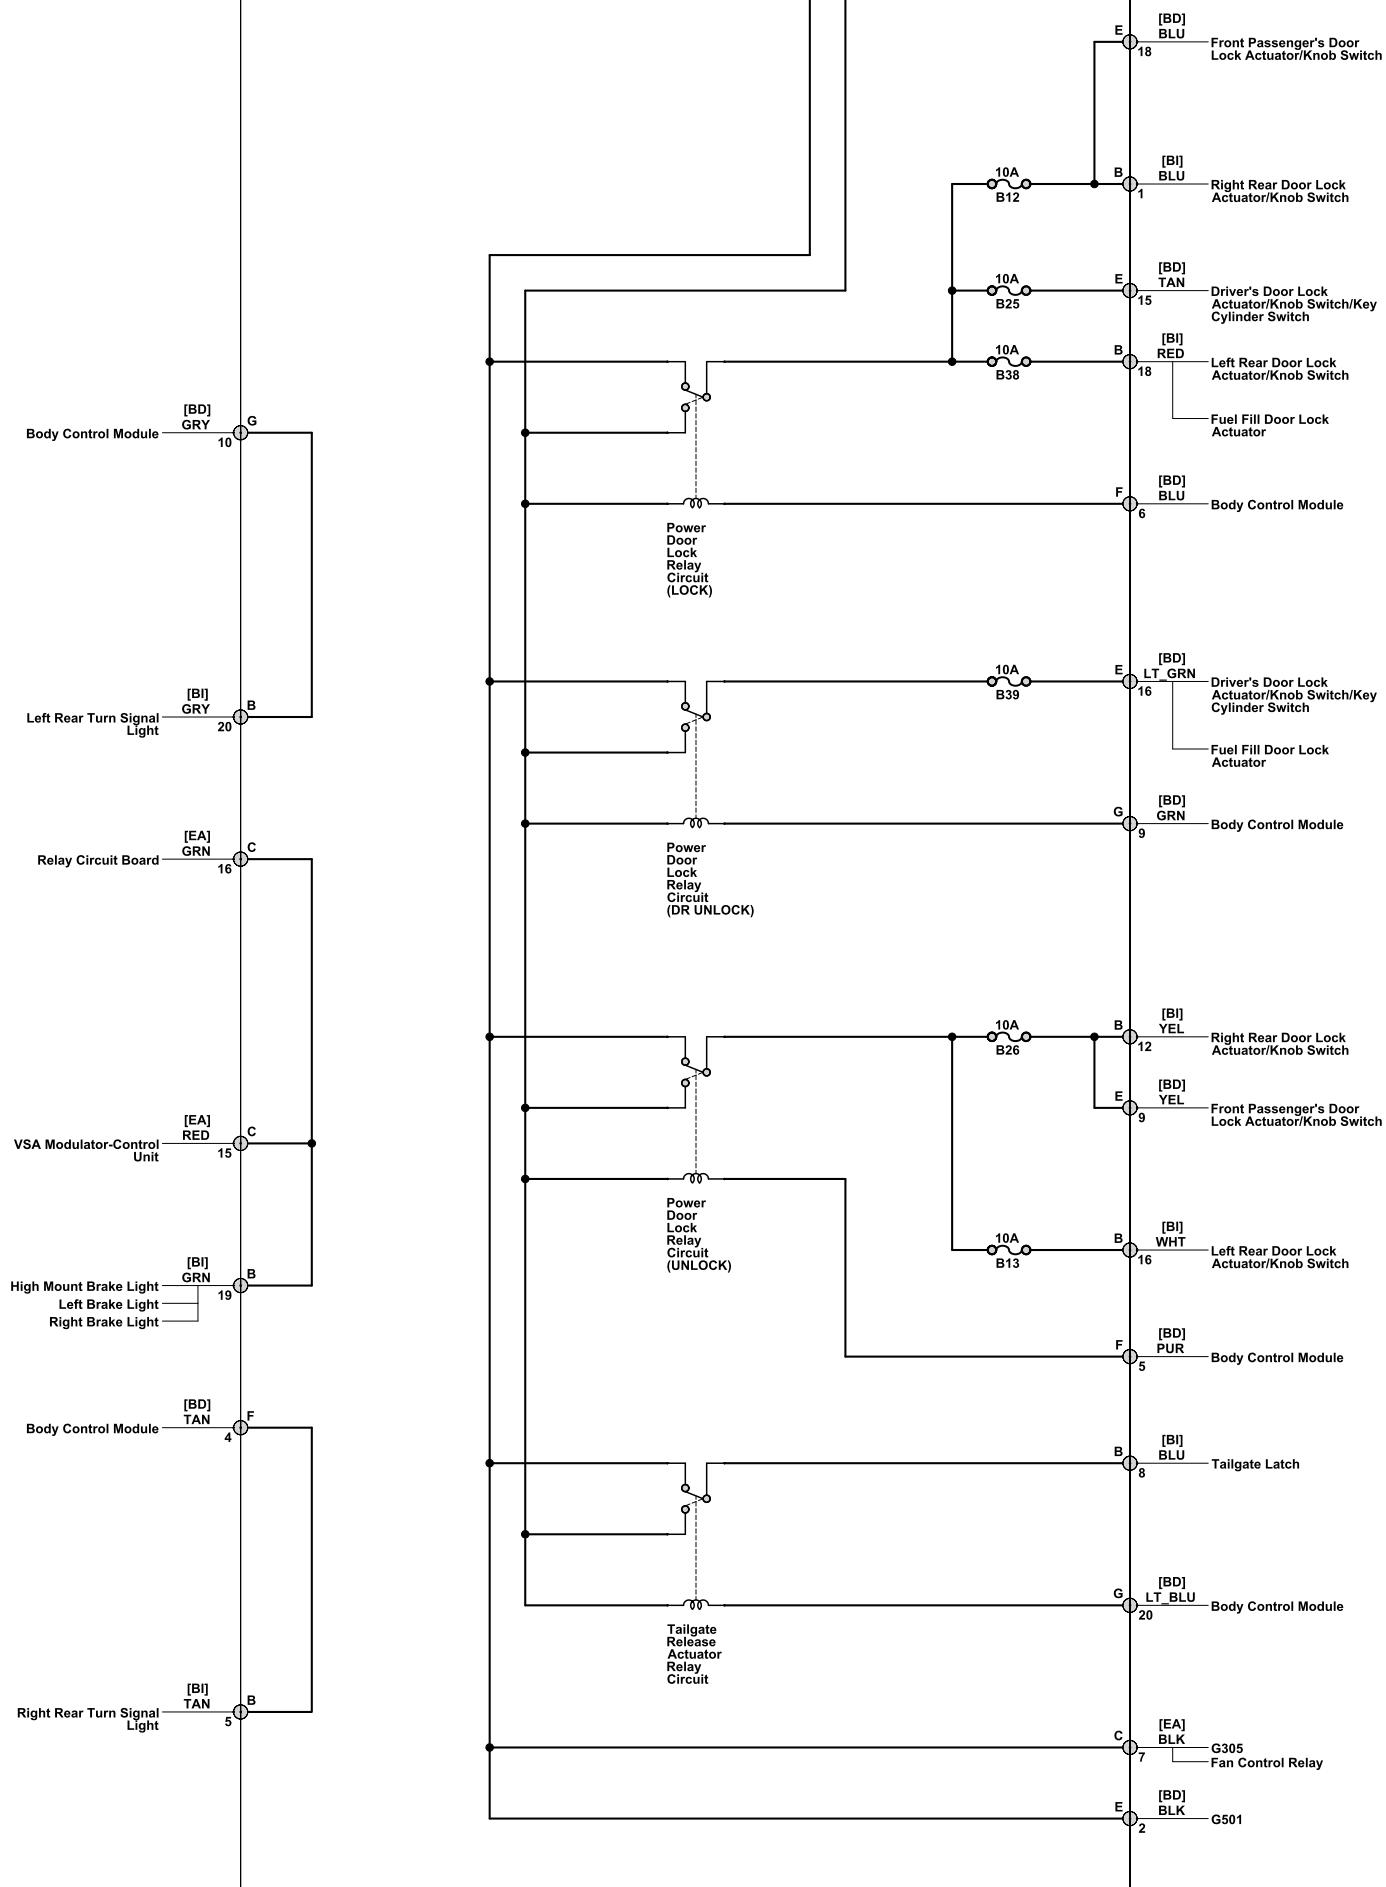 [BD]
BLU
E
18
Front Passenger's Door
Lock Actuator/Knob Switch
10A
B12
[BI]
BLU
B
1
Right Rear Door Lock
Actuator/Knob Switch
10A
B25
[BD]
TAN
E
15
Driver's Door Lock
Actuator/Knob Switch/Key
Cylinder Switch
10A
B38
[BI]
RED
B
18
Left Rear Door Lock
Actuator/Knob Switch
Fuel Fill Door Lock
Actuator
Body Control Module
[BD]
GRY
G
10
[BD]
BLU
F
6
Body Control Module
Power
Door
Lock
Relay
Circuit
(LOCK)
Left Rear Turn Signal
Light
[BI]
GRY
B
20
10A
B39
[BD]
LT_GRN
E
16
Driver's Door Lock
Actuator/Knob Switch/Key
Cylinder Switch
Fuel Fill Door Lock
Actuator
[BD]
GRN
G
9
Body Control Module
Relay Circuit Board
[EA]
GRN
C
16
Power
Door
Lock
Relay
Circuit
(DR UNLOCK)
10A
B26
[BI]
YEL
B
12
Right Rear Door Lock
Actuator/Knob Switch
[BD]
YEL
E
9
Front Passenger's Door
Lock Actuator/Knob Switch
VSA Modulator-Control
Unit
[EA]
RED
C
15
Power
Door
Lock
Relay
Circuit
(UNLOCK)
10A
B13
[BI]
WHT
B
16
Left Rear Door Lock
Actuator/Knob Switch
High Mount Brake Light
Left Brake Light
Right Brake Light
[BI]
GRN
B
19
[BD]
PUR
F
5
Body Control Module
Body Control Module
[BD]
TAN
F
4
[BI]
BLU
B
8
Tailgate Latch
[BD]
LT_BLU
G
20
Body Control Module
Tailgate
Release
Actuator
Relay
Circuit
Right Rear Turn Signal
Light
[BI]
TAN
B
5
[EA]
BLK
C
7
G305
Fan Control Relay
[BD]
BLK
E
2
G501